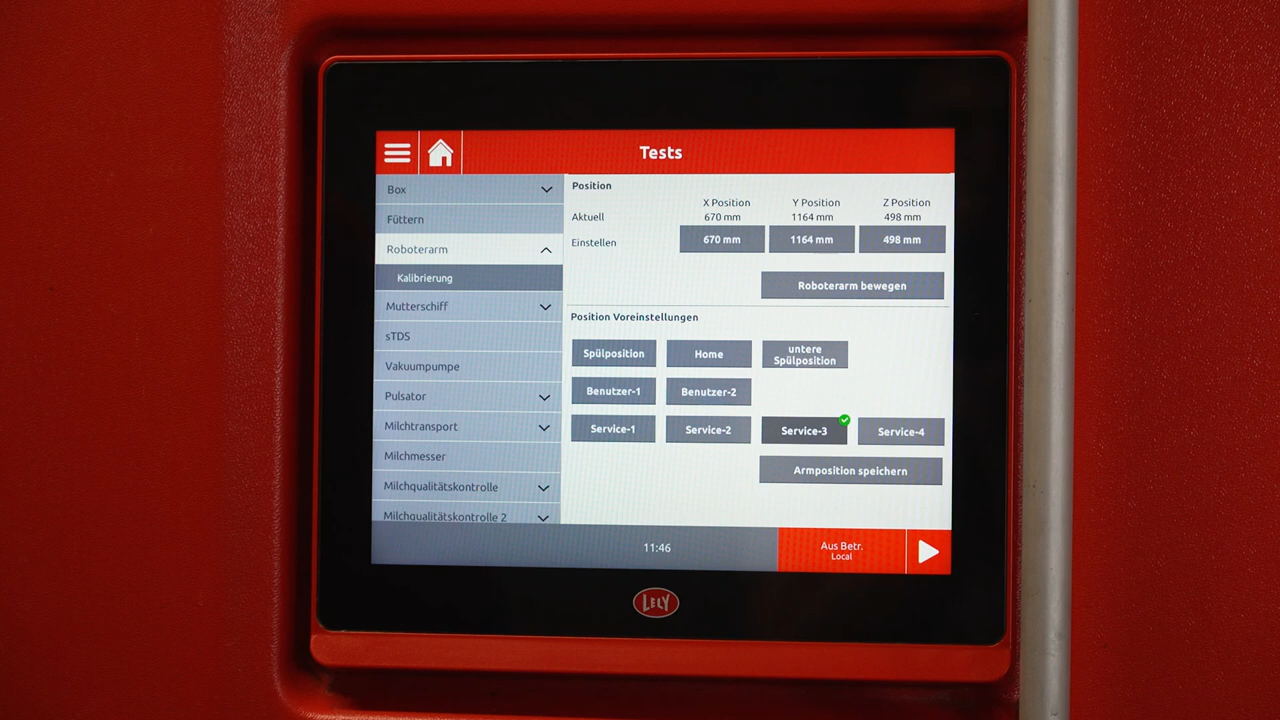 Tests
Box
Füttern
Roboterarm
Kalibrierung
Mutterschiff
sTDS
Vakuumpumpe
Pulsator
Milchtransport
Milchmesser
Milchqualitätskontrolle
Milchqualitätskontrolle 2
Position
X Position Y Position Z Position
Aktuell 670 mm 1164 mm 498 mm
Einstellen 670 mm 1164 mm 498 mm
Roboterarm bewegen
Position Voreinstellungen
Spülposition Home untere
Spülposition
Benutzer-1 Benutzer-2
Service-1 Service-2 Service-3 Service-4
Armposition speichern
11:46
Aus Betr.
Local
LELY